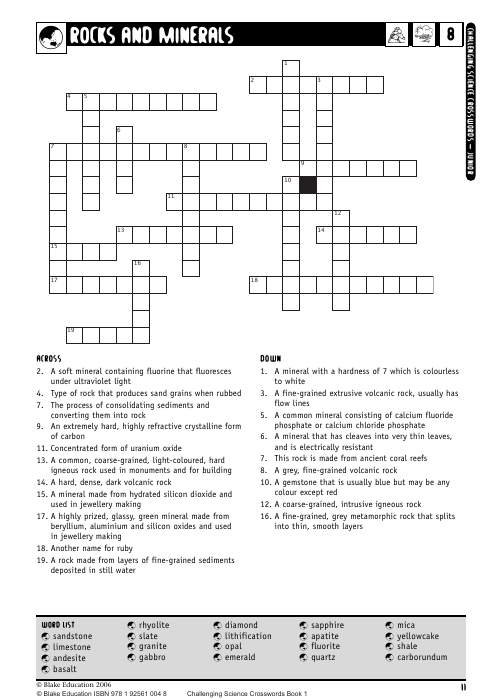 ROCKS AND MINERALS
8
CHALLENGING SCIENCE CROSSWORDS – JUNIOR
1
2 3
4 5
6
7 8
9
10
11
12
13 14
15
16
17 18
19
ACROSS
2. A soft mineral containing fluorine that fluoresces
under ultraviolet light
4. Type of rock that produces sand grains when rubbed
7. The process of consolidating sediments and
converting them into rock
9. An extremely hard, highly refractive crystalline form
of carbon
11. Concentrated form of uranium oxide
13. A common, coarse-grained, light-coloured, hard
igneous rock used in monuments and for building
14. A hard, dense, dark volcanic rock
15. A mineral made from hydrated silicon dioxide and
used in jewellery making
17. A highly prized, glassy, green mineral made from
beryllium, aluminium and silicon oxides and used
in jewellery making
18. Another name for ruby
19. A rock made from layers of fine-grained sediments
deposited in still water
DOWN
1. A mineral with a hardness of 7 which is colourless
to white
3. A fine-grained extrusive volcanic rock, usually has
flow lines
5. A common mineral consisting of calcium fluoride
phosphate or calcium chloride phosphate
6. A mineral that has cleaves into very thin leaves,
and is electrically resistant
7. This rock is made from ancient coral reefs
8. A grey, fine-grained volcanic rock
10. A gemstone that is usually blue but may be any
colour except red
12. A coarse-grained, intrusive igneous rock
16. A fine-grained, grey metamorphic rock that splits
into thin, smooth layers
WORD LIST
sandstone
limestone
andesite
basalt
rhyolite
slate
granite
gabbro
diamond
lithification
opal
emerald
sapphire
apatite
fluorite
quartz
mica
yellowcake
shale
carborundum
© Blake Education 2006
© Blake Education ISBN 978 1 92561 004 8 Challenging Science Crosswords Book 1
11